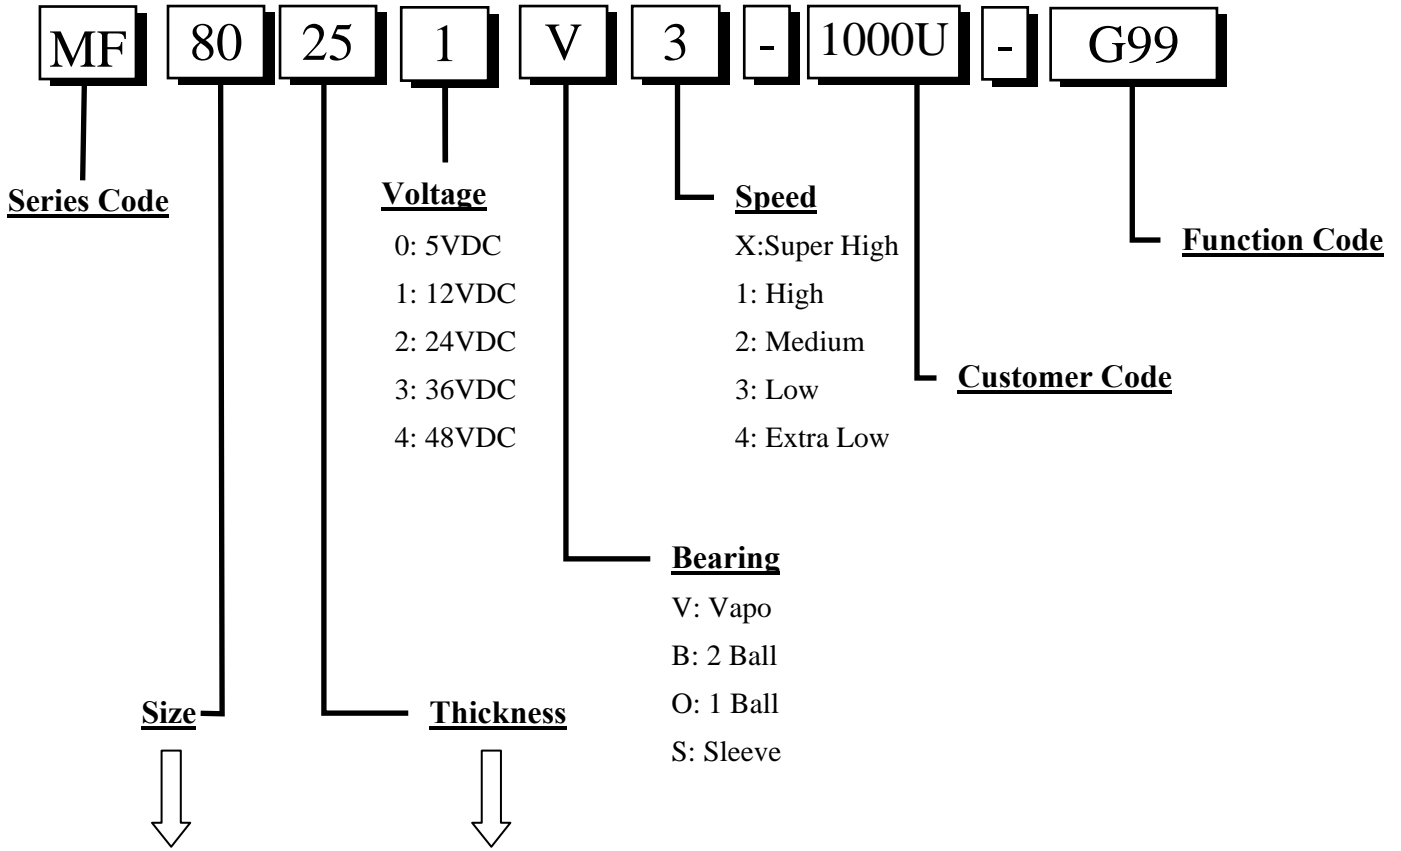 MF 80 25 1 V 3 - 1000U - G99
Series Code
Voltage
0: 5VDC
1: 12VDC
2: 24VDC
3: 36VDC
4: 48VDC
Speed
X:Super High
1: High
2: Medium
3: Low
4: Extra Low
Function Code
Customer Code
Bearing
V: Vapo
B: 2 Ball
O: 1 Ball
S: Sleeve
Size
Thickness